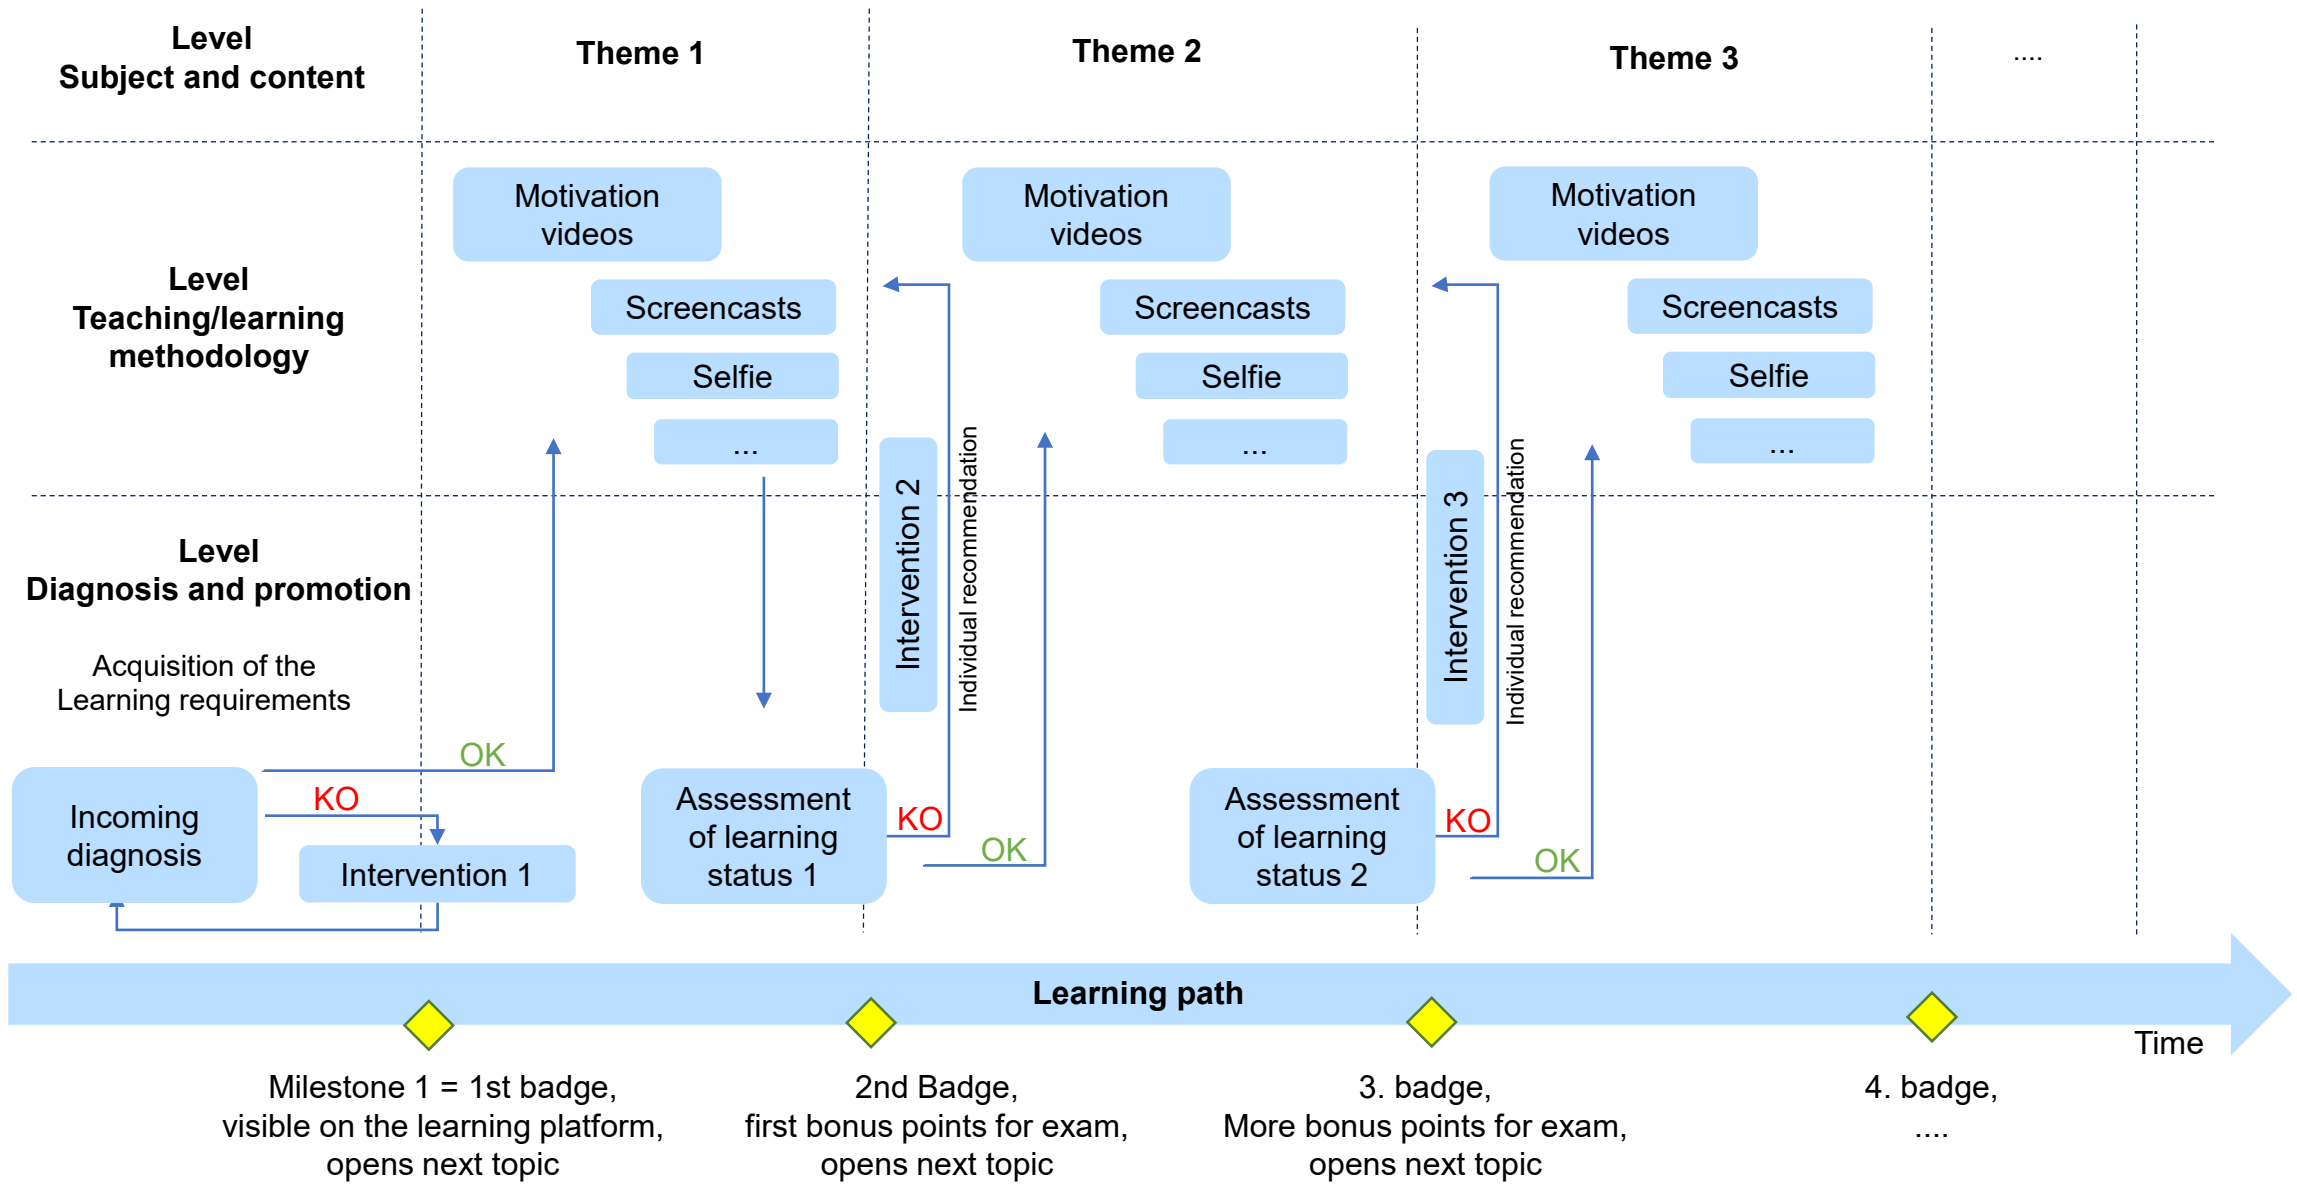 Level
Subject and content
Theme 1
Theme 2
Theme 3
....
Level
Teaching/learning
methodology
Motivation
videos
Screencasts
Selfie
...
Motivation
videos
Screencasts
Selfie
...
Motivation
videos
Screencasts
Selfie
...
Level
Diagnosis and promotion
Acquisition of the
Learning requirements
Incoming
diagnosis
OK
KO
Intervention 1
Assessment
of learning
status 1
KO
OK
Intervention 2
Individual recommendation
Assessment
of learning
status 2
KO
OK
Intervention 3
Individual recommendation
Learning path
Time
Milestone 1 = 1st badge,
visible on the learning platform,
opens next topic
2nd Badge,
first bonus points for exam,
opens next topic
3. badge,
More bonus points for exam,
opens next topic
4. badge,
....